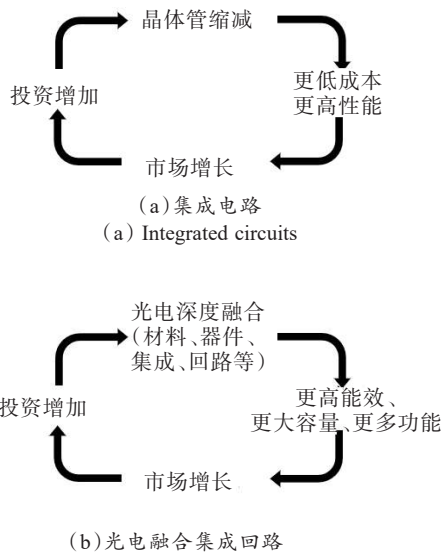 晶体管缩减
投资增加
更低成本
更高性能
市场增长
(a)集成电路
(a) Integrated circuits
光电深度融合
(材料、器件、
集成、回路等)
投资增加
更高能效、
更大容量、更多功能
市场增长
(b)光电融合集成回路